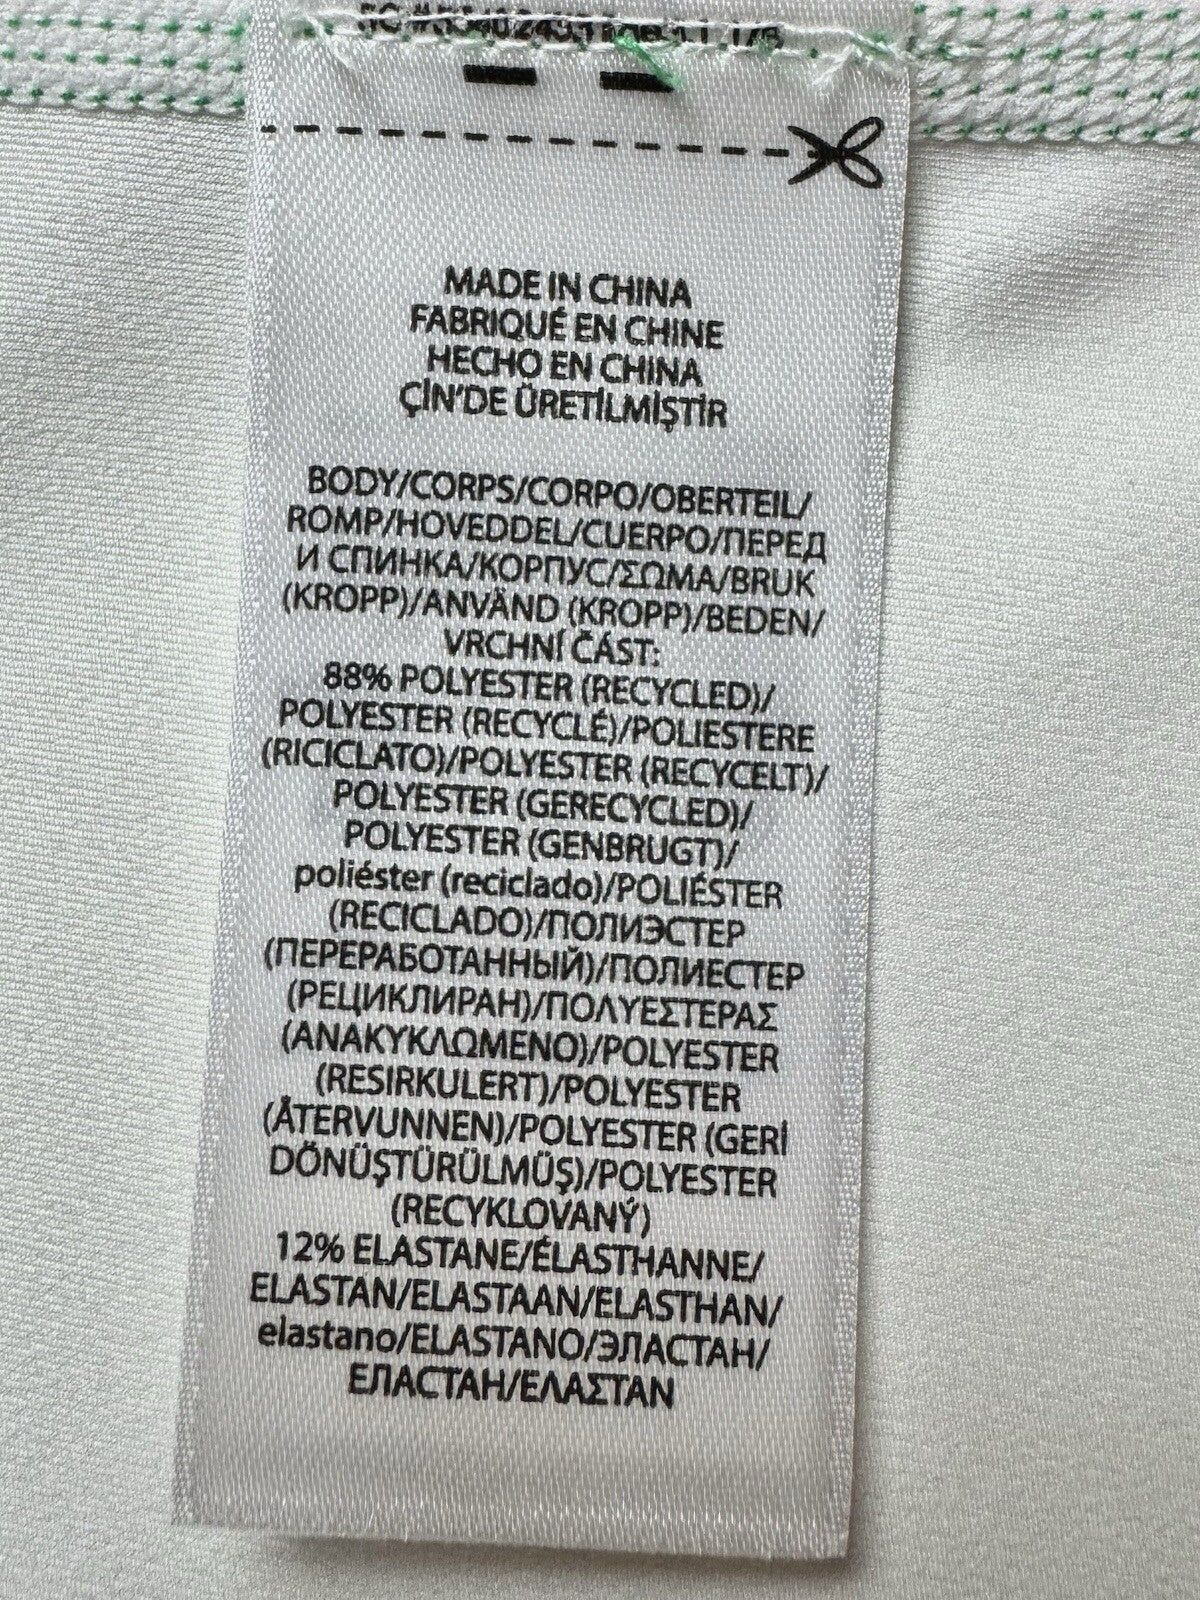 MADE IN CHINA
FABRIQUÉ EN CHINE
HECHO EN CHINA
ÇİN'DE ÜRETİLMİŞTİR
BODY/CORPS/CORPO/OBERTEIL/
ROMP/HOVEDDEL/CUERPO/ПЕРЕД
И СПИНКА/КОРПУС/ΣΩΜΑ/BRUK
(KROPP)/ANVÄND (KROPP)/BEDEN/
VRCHNÍ ČÁST:
88% POLYESTER (RECYCLED)/
POLYESTER (RECYCLÉ)/POLIESTERE
(RICICLATO)/POLYESTER (RECYCELT)/
POLYESTER (GERECYCLED)/
POLYESTER (GENBRUGT)/
poliéster (reciclado)/POLIÉSTER
(RECICLADO)/ПОЛИЭСТЕР
(ПЕРЕРАБОТАННЫЙ)/ПОЛИЕСТЕР
(РЕЦИКЛИРАН)/ΠΟΛΥΕΣΤΕΡΑΣ
(ΑΝΑΚΥΚΛΩΜΕΝΟ)/POLYESTER
(RESIRKULERT)/POLYESTER
(ÅTERVUNNEN)/POLYESTER (GERİ
DÖNÜŞTÜRÜLMÜŞ)/POLYESTER
(RECYKLOVANÝ)
12% ELASTANE/ÉLASTHANNE/
ELASTAN/ELASTAAN/ELASTHAN/
elastano/ELASTANO/ЭЛАСТАН/
ЕЛАСТАН/ΕΛΑΣΤΑΝ